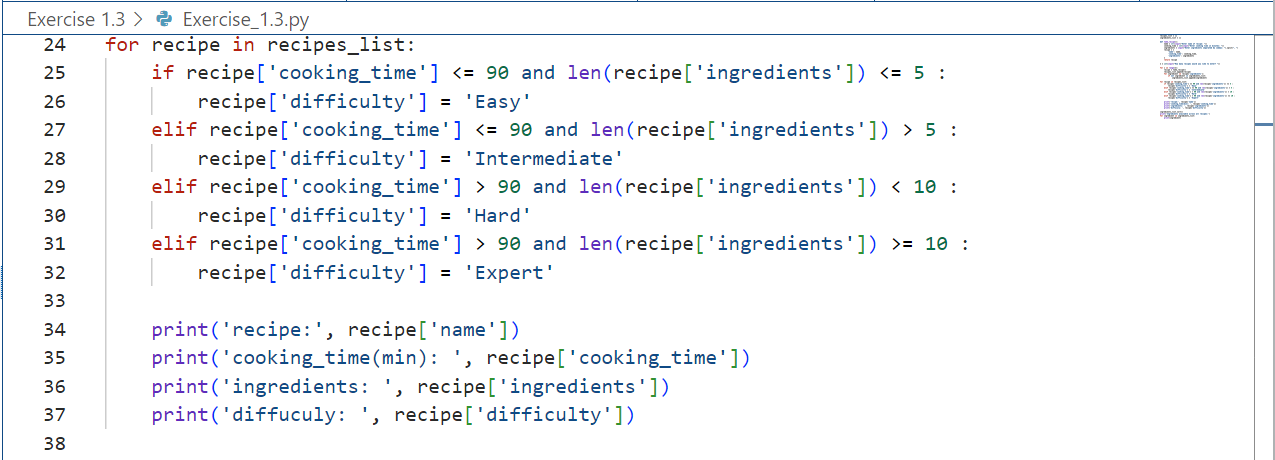 Exercise 1.3 > Exercise_1.3.py
24 for recipe in recipes_list:
25     if recipe['cooking_time'] <= 90 and len(recipe['ingredients']) <= 5 :
26         recipe['difficulty'] = 'Easy'
27     elif recipe['cooking_time'] <= 90 and len(recipe['ingredients']) > 5 :
28         recipe['difficulty'] = 'Intermediate'
29     elif recipe['cooking_time'] > 90 and len(recipe['ingredients']) < 10 :
30         recipe['difficulty'] = 'Hard'
31     elif recipe['cooking_time'] > 90 and len(recipe['ingredients']) >= 10 :
32         recipe['difficulty'] = 'Expert'
33
34     print('recipe:', recipe['name'])
35     print('cooking_time(min): ', recipe['cooking_time'])
36     print('ingredients: ', recipe['ingredients'])
37     print('diffuculy: ', recipe['difficulty'])
38